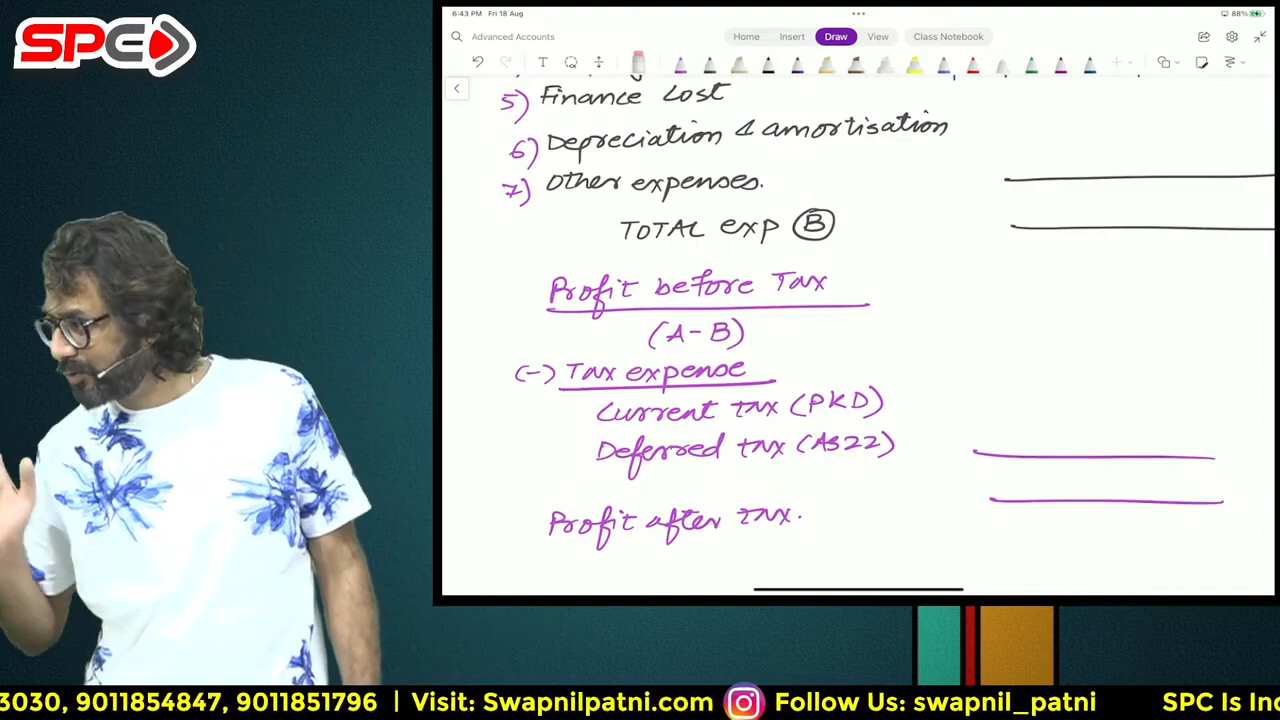 SPC
6:43 PM Fri 18 Aug
88%
Advanced Accounts
Home Insert Draw View Class Notebook
5) Finance Cost
6) Depreciation & amortisation
7) Other expenses.
TOTAL exp (B)
Profit before Tax
(A-B)
(-) Tax expense
Current tax (PKD)
Deferred tax (AS22)
Profit after tax.
3030, 9011854847, 9011851796 | Visit: Swapnilpatni.com Follow Us: swapnil_patni SPC Is Ind